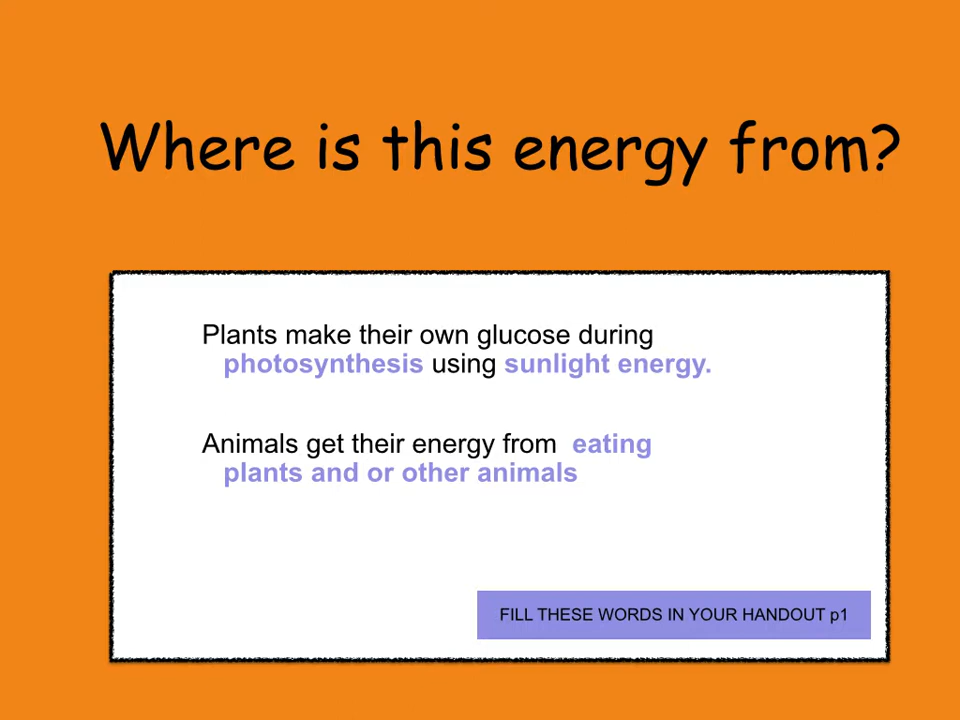 Where is this energy from?
Plants make their own glucose during
photosynthesis using sunlight energy.
Animals get their energy from eating
plants and or other animals
FILL THESE WORDS IN YOUR HANDOUT p1